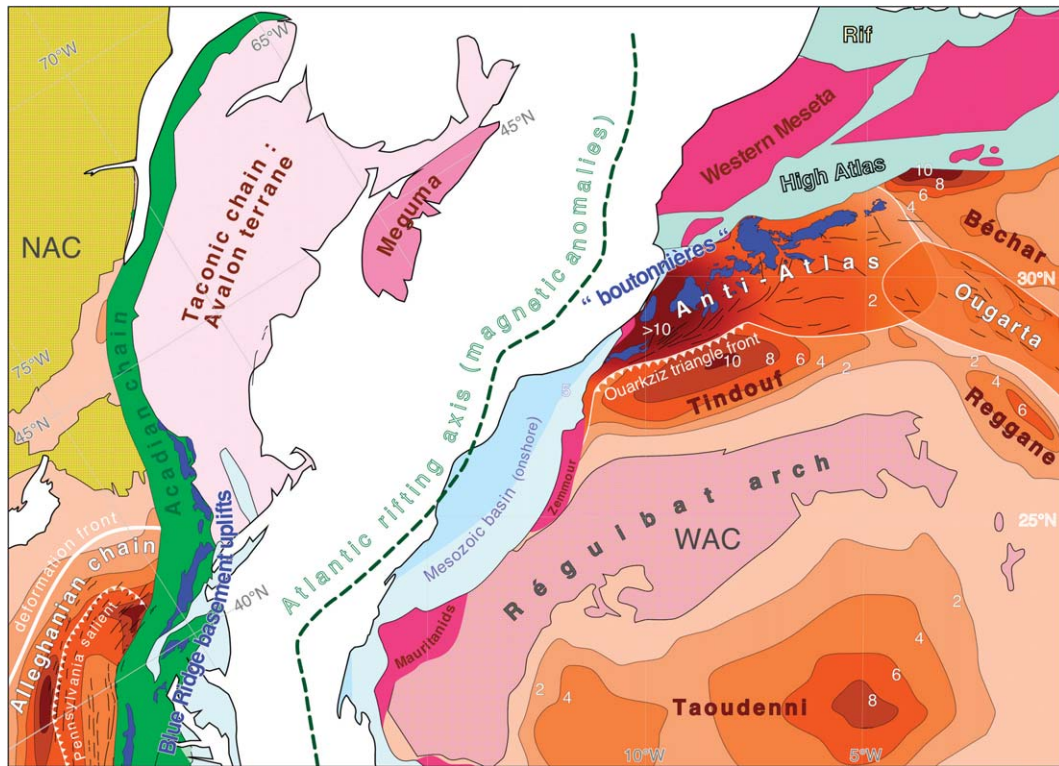 70°W
65°W
Rif
NAC
Taconic chain :
Avalon terrane
45°N
Meguma
Western Meseta
High Atlas
10
8
6
4
2
Béchar
30°N
Ougarta
“ boutonnières “
Anti-Atlas
2
>10
Ouarkziz triangle front
10
8
6
4
2
Tindouf
2
4
6
Reggane
75°W
45°N
Acadian chain
Atlantic rifting axis (magnetic anomalies)
Mesozoic basin (onshore)
Zemmour
Réguibat arch
WAC
25°N
deformation front
Alleghanian chain
Pennsylvania salient
Blue Ridge basement uplifts
40°N
Mauritanids
2
4
2
4
6
8
Taoudenni
10°W
5°W